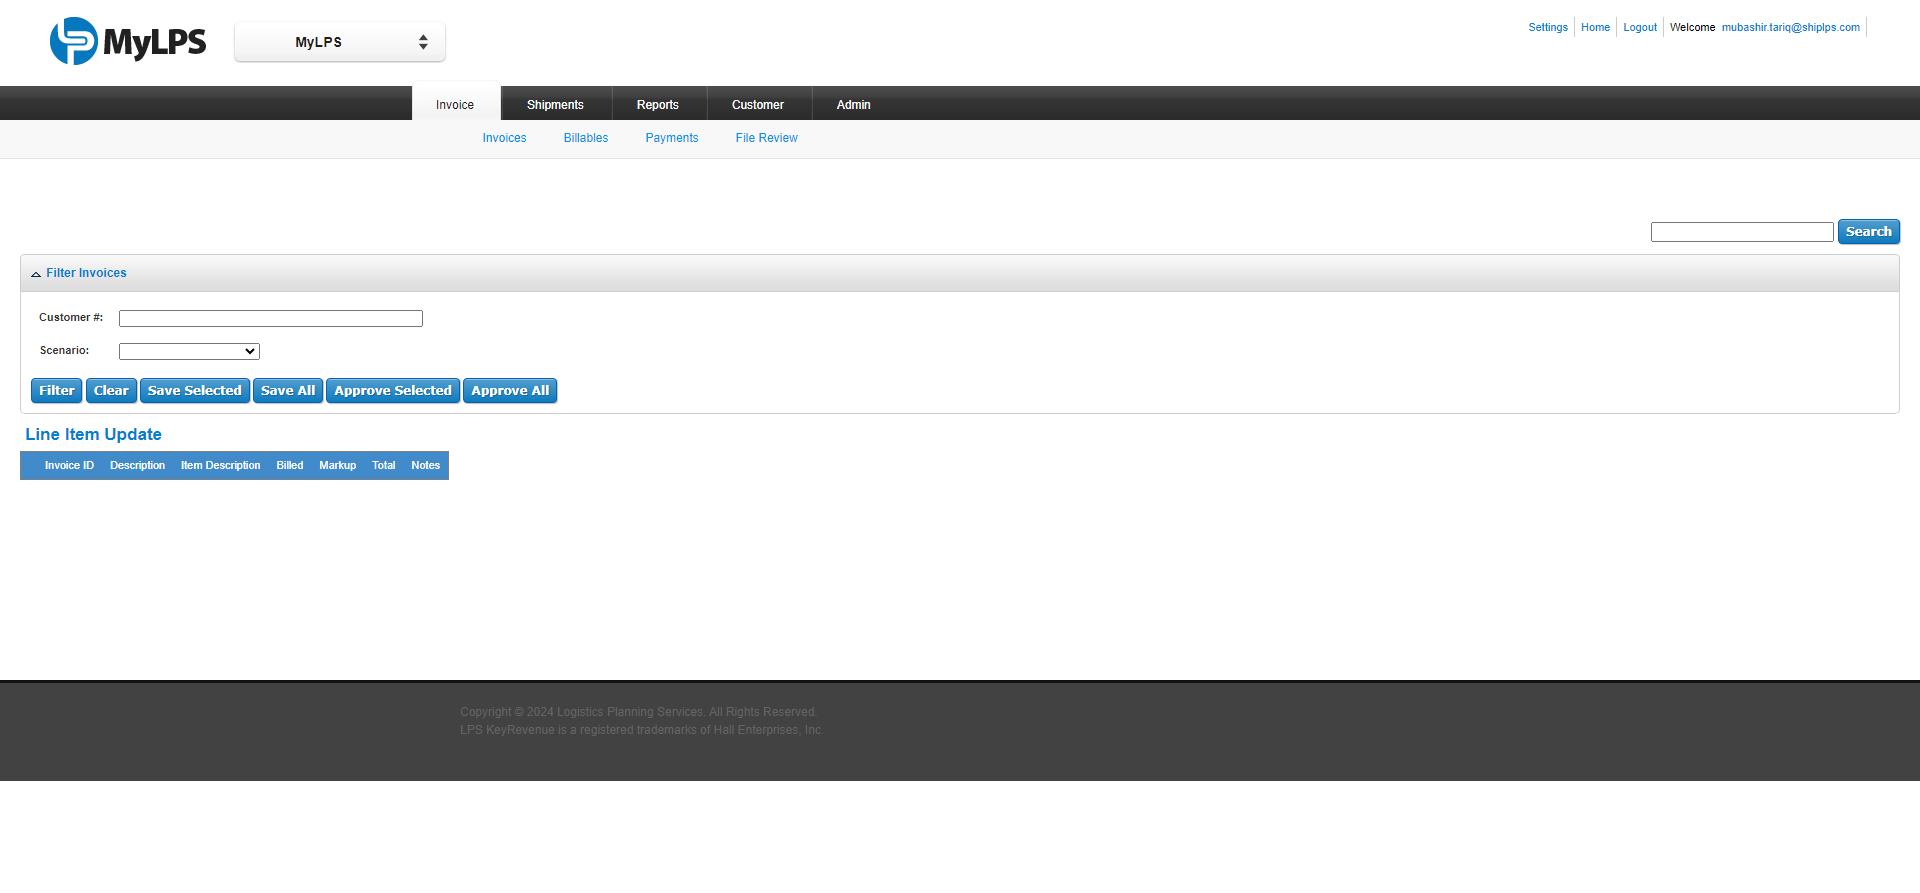 MyLPS
MyLPS
Settings Home Logout Welcome mubashir.tariq@shiplps.com
Invoice Shipments Reports Customer Admin
Invoices Billables Payments File Review
Search
Filter Invoices
Customer #:
Scenario:
Filter Clear Save Selected Save All Approve Selected Approve All
Line Item Update
Invoice ID Description Item Description Billed Markup Total Notes
Copyright © 2024 Logistics Planning Services. All Rights Reserved.
LPS KeyRevenue is a registered trademarks of Hall Enterprises, Inc.